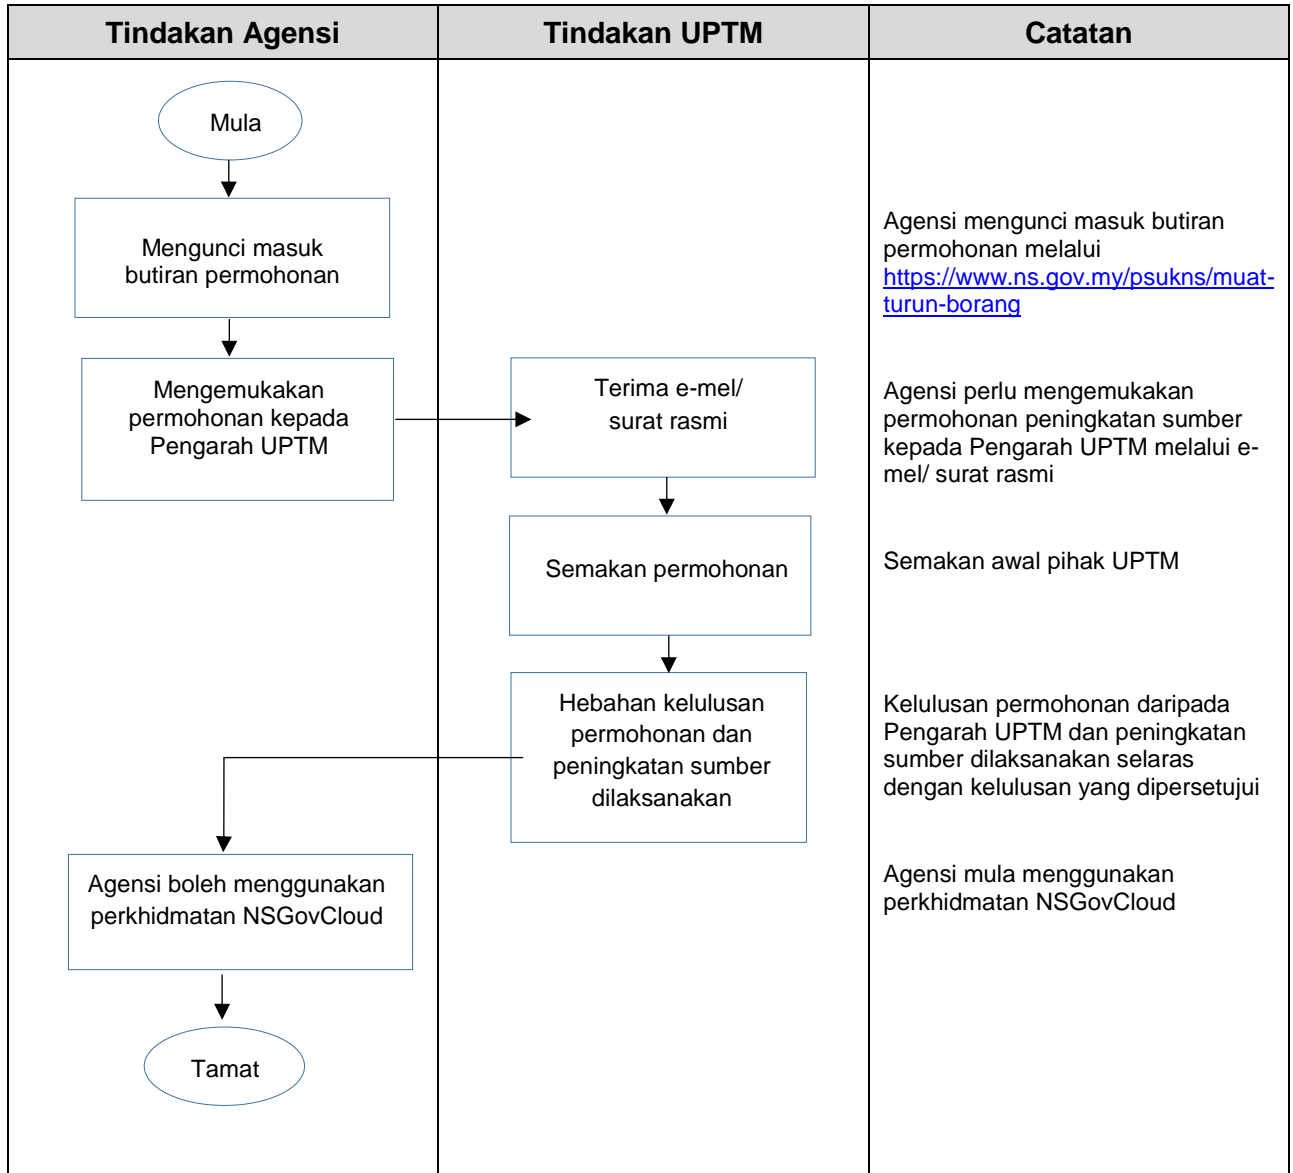 Tindakan Agensi
Tindakan UPTM
Catatan
Mula
Mengunci masuk
butiran permohonan
Agensi mengunci masuk butiran
permohonan melalui
https://www.ns.gov.my/psukns/muat-
turun-borang
Mengemukakan
permohonan kepada
Pengarah UPTM
Terima e-mel/
surat rasmi
Agensi perlu mengemukakan
permohonan peningkatan sumber
kepada Pengarah UPTM melalui e-
mel/ surat rasmi
Semakan permohonan
Semakan awal pihak UPTM
Hebahan kelulusan
permohonan dan
peningkatan sumber
dilaksanakan
Kelulusan permohonan daripada
Pengarah UPTM dan peningkatan
sumber dilaksanakan selaras
dengan kelulusan yang dipersetujui
Agensi boleh menggunakan
perkhidmatan NSGovCloud
Agensi mula menggunakan
perkhidmatan NSGovCloud
Tamat